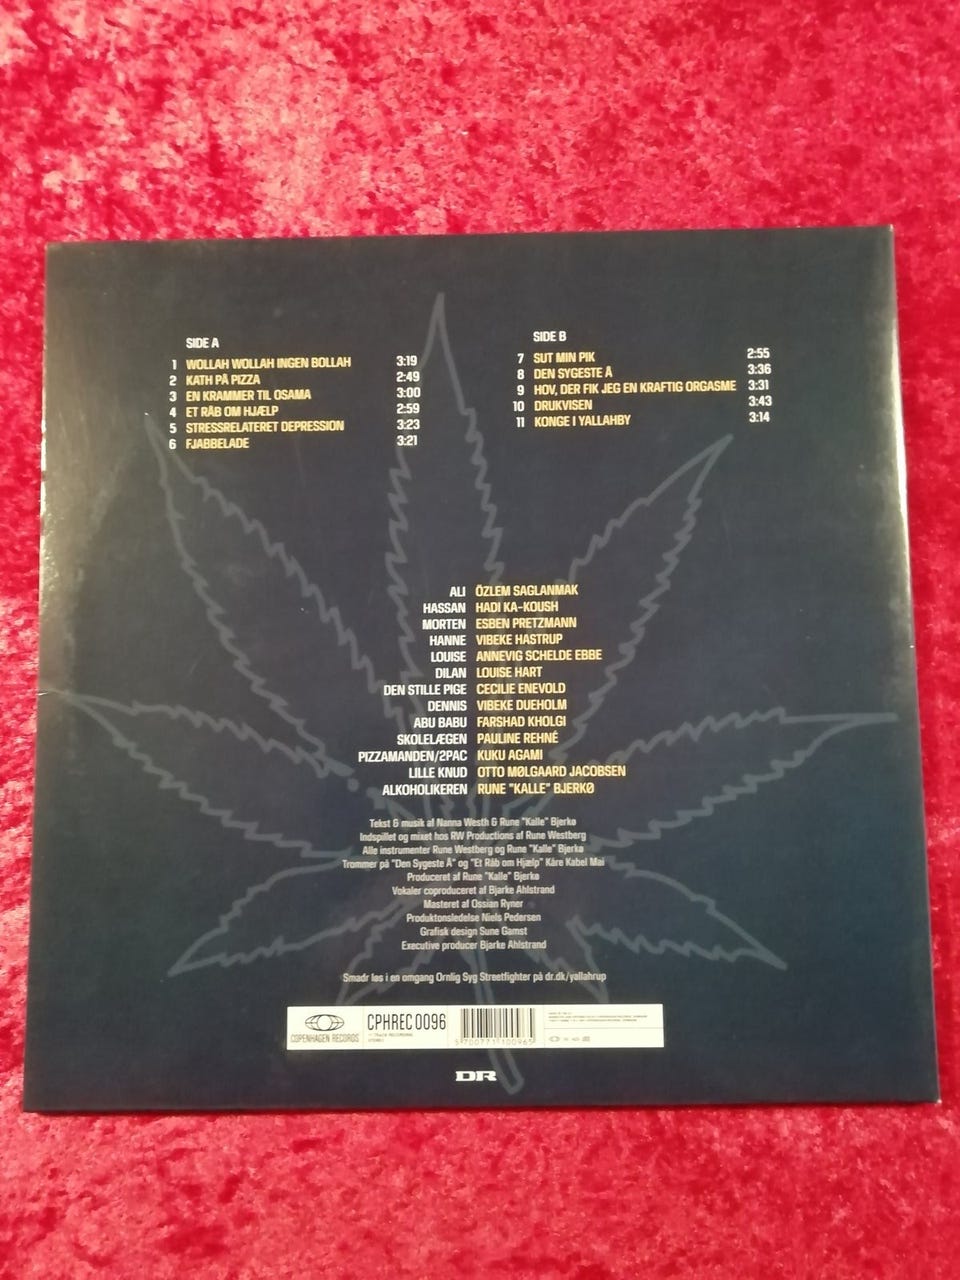 SIDE A
1 WOLLAH WOLLAH INGEN BOLLAH 3:19
2 KATH PÅ PIZZA 2:49
3 EN KRAMMER TIL OSAMA 3:00
4 ET RÅB OM HJÆLP 2:59
5 STRESSRELATERET DEPRESSION 3:23
6 FJABBELADE 3:21
SIDE B
7 SUT MIN PIK 2:55
8 DEN SYGESTE Å 3:36
9 HOV, DER FIK JEG EN KRAFTIG ORGASME 3:31
10 DRUKVISEN 3:43
11 KONGE I YALLAHBY 3:14
ALI ÖZLEM SAGLANMAK
HASSAN HADI KA-KOUSH
MORTEN ESBEN PRETZMANN
HANNE VIBEKE HASTRUP
LOUISE ANNEVIG SCHELDE EBBE
DILAN LOUISE HART
DEN STILLE PIGE CECILIE ENEVOLD
DENNIS VIBEKE DUEHOLM
ABU BABU FARSHAD KHOLGI
SKOLELÆGEN PAULINE REHNÉ
PIZZAMANDEN/2PAC KUKU AGAMI
LILLE KNUD OTTO MØLGAARD JACOBSEN
ALKOHOLIKEREN RUNE "KALLE" BJERKØ
Tekst & musik af Nanna Westh & Rune "Kalle" Bjerkø
Indspillet og mixet hos RW Productions af Rune Westberg
Alle instrumenter Rune Westberg og Rune "Kalle" Bjerkø
Trommer på "Den Sygeste Å" og "Et Råb om Hjælp" Kåre Kabel Mai
Produceret af Rune "Kalle" Bjerkø
Vokaler coproduceret af Bjarke Ahlstrand
Masteret af Ossian Ryner
Produktonsledelse Niels Pedersen
Grafisk design Sune Gamst
Executive producer Bjarke Ahlstrand
Smadr løs i en omgang Ornlig Syg Streetfighter på dr.dk/yallahrup
COPENHAGEN RECORDS
CPHREC 0096
11 TRACK RECORDING
STEREO
5 700771 100965
DR